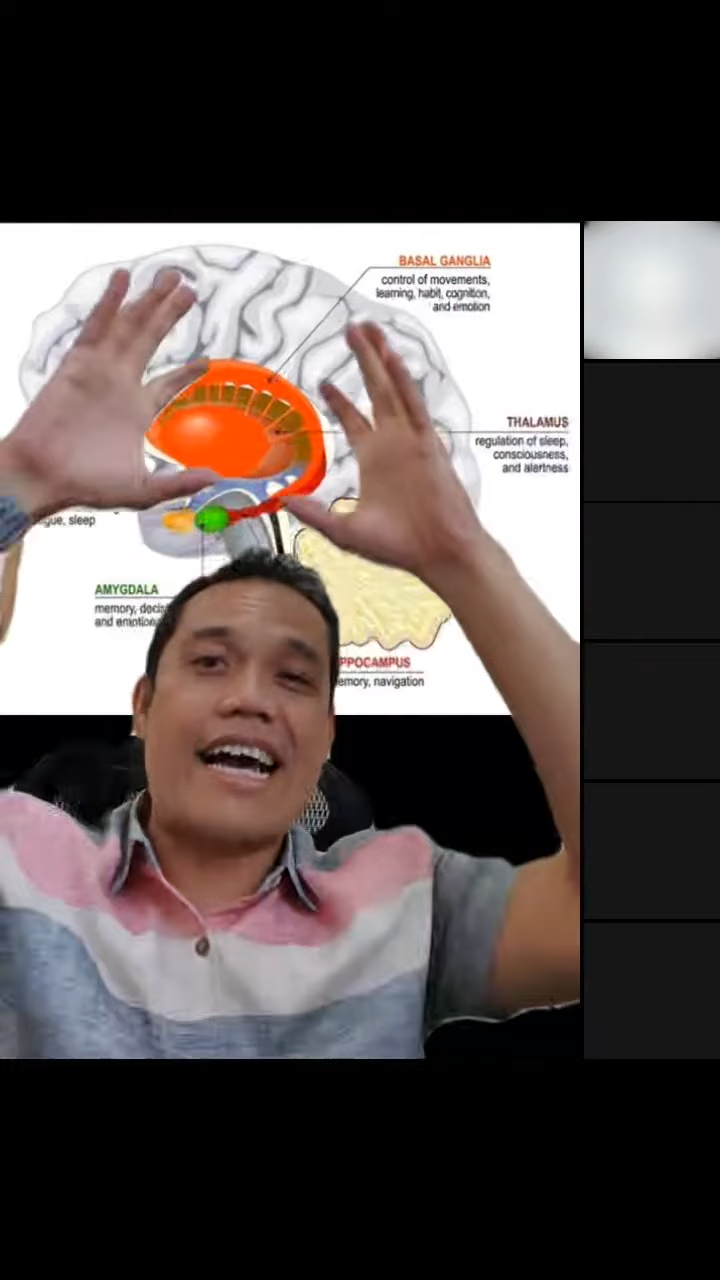 BASAL GANGLIA
control of movements,
learning, habit, cognition,
and emotion
THALAMUS
regulation of sleep,
consciousness,
and alertness
sleep
AMYGDALA
memory,
and
memory, navigation